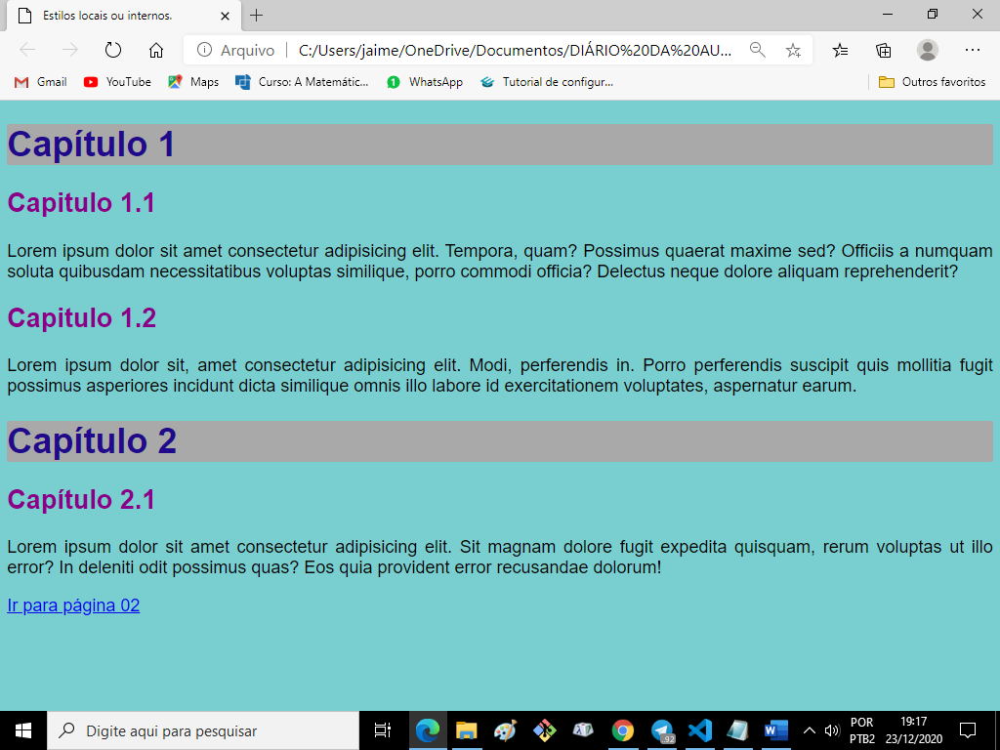 Estilos locais ou internos.
Arquivo C:/Users/jaime/OneDrive/Documentos/DIÁRIO%20DA%20AU...
Gmail YouTube Maps Curso: A Matemátic... WhatsApp Tutorial de configur... Outros favoritos
Capítulo 1
Capitulo 1.1
Lorem ipsum dolor sit amet consectetur adipisicing elit. Tempora, quam? Possimus quaerat maxime sed? Officiis a numquam
soluta quibusdam necessitatibus voluptas similique, porro commodi officia? Delectus neque dolore aliquam reprehenderit?
Capitulo 1.2
Lorem ipsum dolor sit, amet consectetur adipisicing elit. Modi, perferendis in. Porro perferendis suscipit quis mollitia fugit
possimus asperiores incidunt dicta similique omnis illo labore id exercitationem voluptates, aspernatur earum.
Capítulo 2
Capítulo 2.1
Lorem ipsum dolor sit amet consectetur adipisicing elit. Sit magnam dolore fugit expedita quisquam, rerum voluptas ut illo
error? In deleniti odit possimus quas? Eos quia provident error recusandae dolorum!
Ir para página 02
Digite aqui para pesquisar
.92
POR 19:17
PTB2 23/12/2020